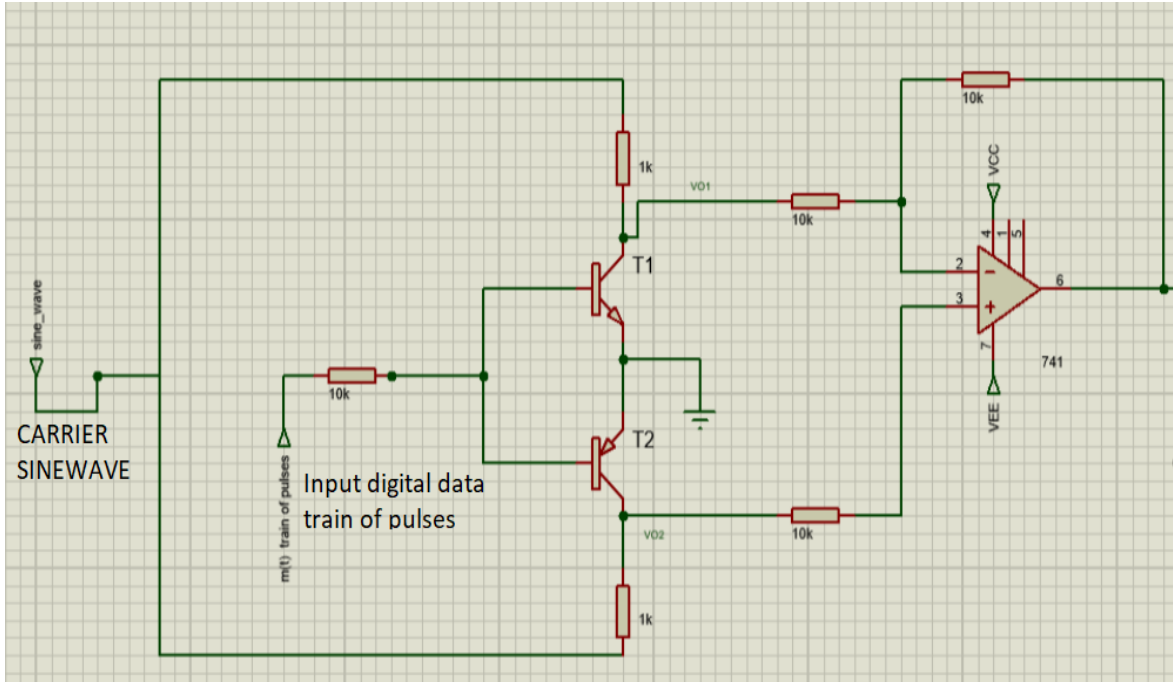 10k
VCC
1k
VO1
10k
4
1
5
T1
2
6
3
sine_wave
7
741
10k
VEE
CARRIER
SINEWAVE
T2
m(t) train of pulses
Input digital data
train of pulses
VO2
10k
1k